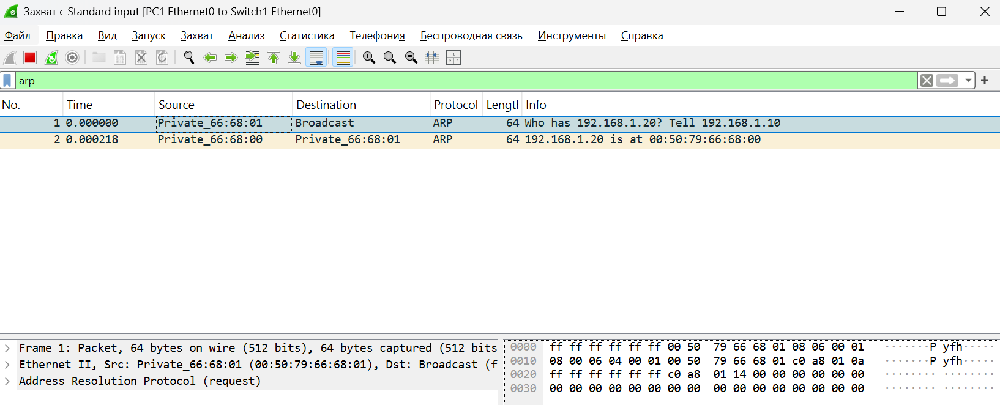 Захват с Standard input [PC1 Ethernet0 to Switch1 Ethernet0]
Файл Правка Вид Запуск Захват Анализ Статистика Телефония Беспроводная связь Инструменты Справка
arp
No. Time Source Destination Protocol Length Info
1 0.000000 Private_66:68:01 Broadcast ARP 64 Who has 192.168.1.20? Tell 192.168.1.10
2 0.000218 Private_66:68:00 Private_66:68:01 ARP 64 192.168.1.20 is at 00:50:79:66:68:00
Frame 1: Packet, 64 bytes on wire (512 bits), 64 bytes captured (512 bits
Ethernet II, Src: Private_66:68:01 (00:50:79:66:68:01), Dst: Broadcast (f
Address Resolution Protocol (request)
0000 ff ff ff ff ff ff 00 50 79 66 68 01 08 06 00 01 ·······P yfh·····
0010 08 00 06 04 00 01 00 50 79 66 68 01 c0 a8 01 0a ·······P yfh·····
0020 ff ff ff ff ff ff c0 a8 01 14 00 00 00 00 00 00 ········ ········
0030 00 00 00 00 00 00 00 00 00 00 00 00 00 00 00 00 ········ ········